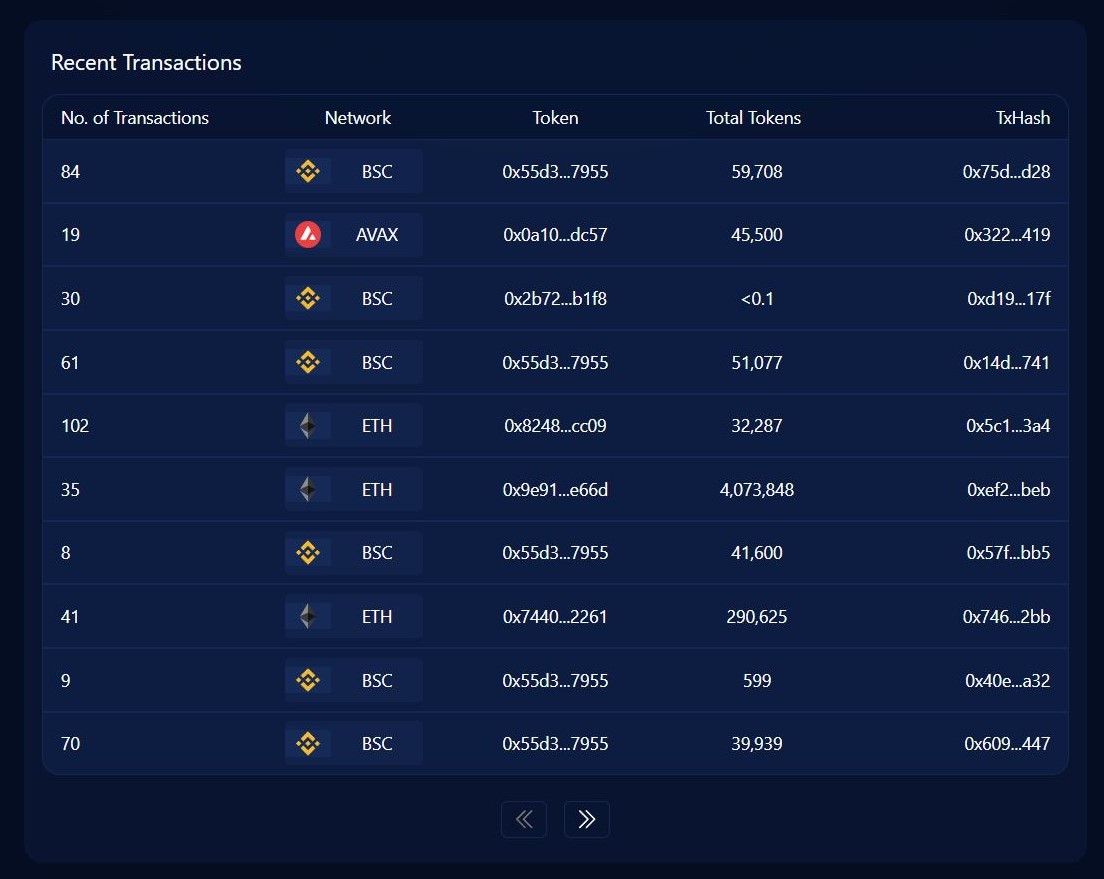 Recent Transactions
No. of Transactions Network Token Total Tokens TxHash
84 BSC 0x55d3...7955 59,708 0x75d...d28
19 AVAX 0x0a10...dc57 45,500 0x322...419
30 BSC 0x2b72...b1f8 <0.1 0xd19...17f
61 BSC 0x55d3...7955 51,077 0x14d...741
102 ETH 0x8248...cc09 32,287 0x5c1...3a4
35 ETH 0x9e91...e66d 4,073,848 0xef2...beb
8 BSC 0x55d3...7955 41,600 0x57f...bb5
41 ETH 0x7440...2261 290,625 0x746...2bb
9 BSC 0x55d3...7955 599 0x40e...a32
70 BSC 0x55d3...7955 39,939 0x609...447